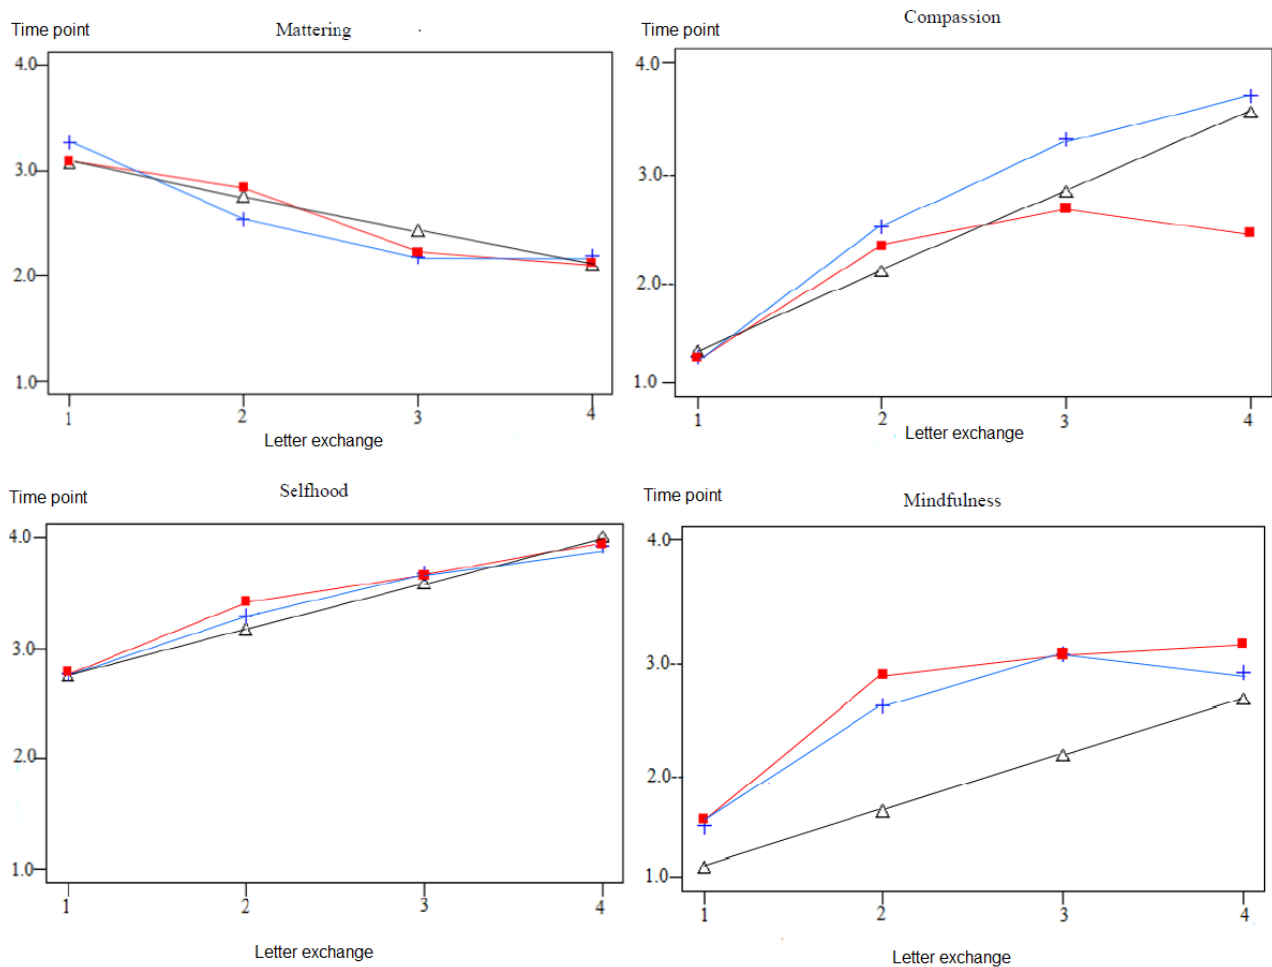 Time point
Mattering
4.0
3.0
2.0
1.0
1 2 3 4
Letter exchange
Time point
Compassion
4.0
3.0
2.0
1.0
1 2 3 4
Letter exchange
Time point
Selfhood
4.0
3.0
2.0
1.0
1 2 3 4
Letter exchange
Time point
Mindfulness
4.0
3.0
2.0
1.0
1 2 3 4
Letter exchange